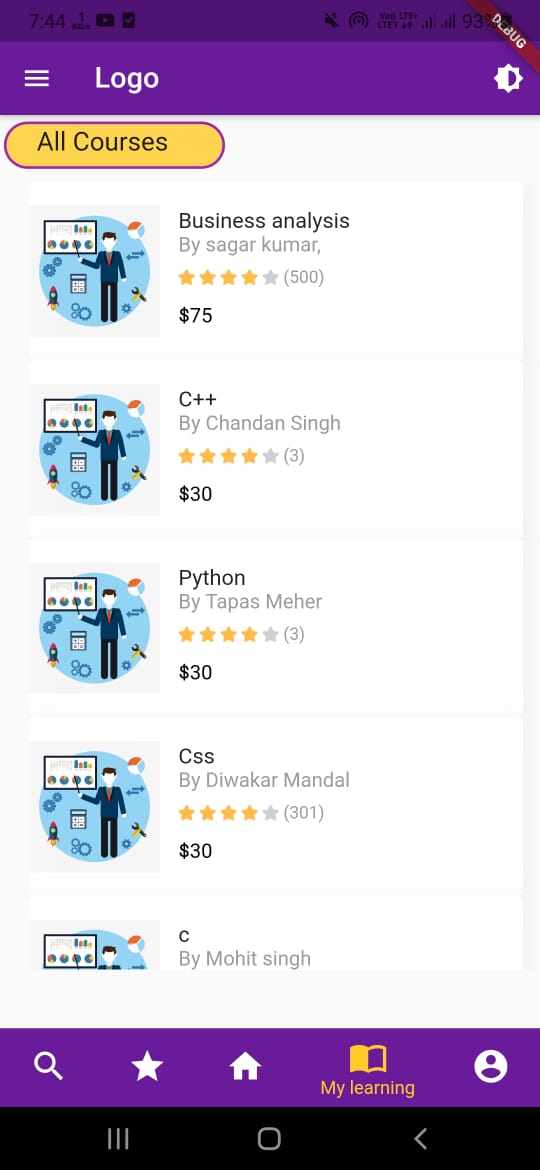 7:44 1 KB/s Vo)) LTE+ LTE1 93%
DEBUG
Logo
All Courses
Business analysis
By sagar kumar,
(500)
$75
C++
By Chandan Singh
(3)
$30
Python
By Tapas Meher
(3)
$30
Css
By Diwakar Mandal
(301)
$30
c
By Mohit singh
My learning